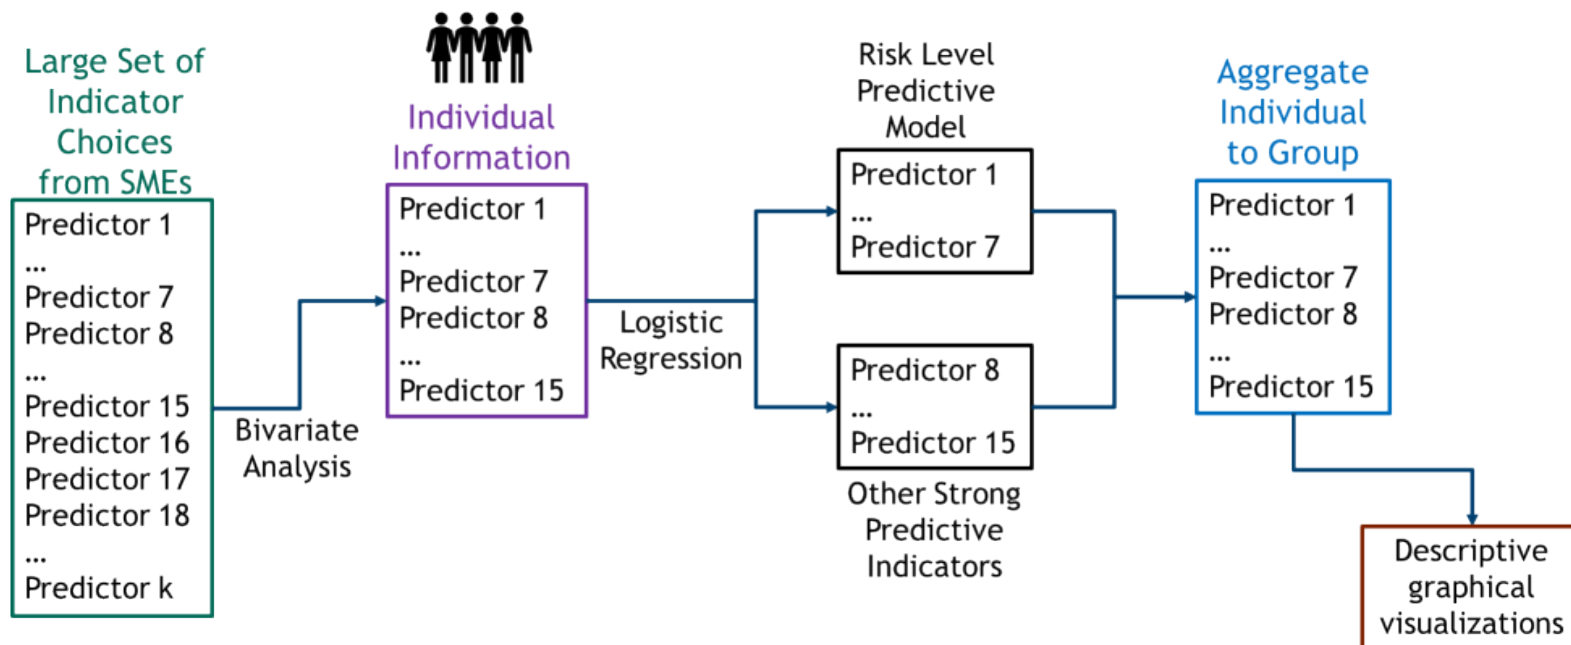 Large Set of
Indicator
Choices
from SMEs
Predictor 1
...
Predictor 7
Predictor 8
...
Predictor 15
Predictor 16
Predictor 17
Predictor 18
...
Predictor k
Bivariate
Analysis
Individual
Information
Predictor 1
...
Predictor 7
Predictor 8
...
Predictor 15
Logistic
Regression
Risk Level
Predictive
Model
Predictor 1
...
Predictor 7
Predictor 8
...
Predictor 15
Other Strong
Predictive
Indicators
Aggregate
Individual
to Group
Predictor 1
...
Predictor 7
Predictor 8
...
Predictor 15
Descriptive
graphical
visualizations